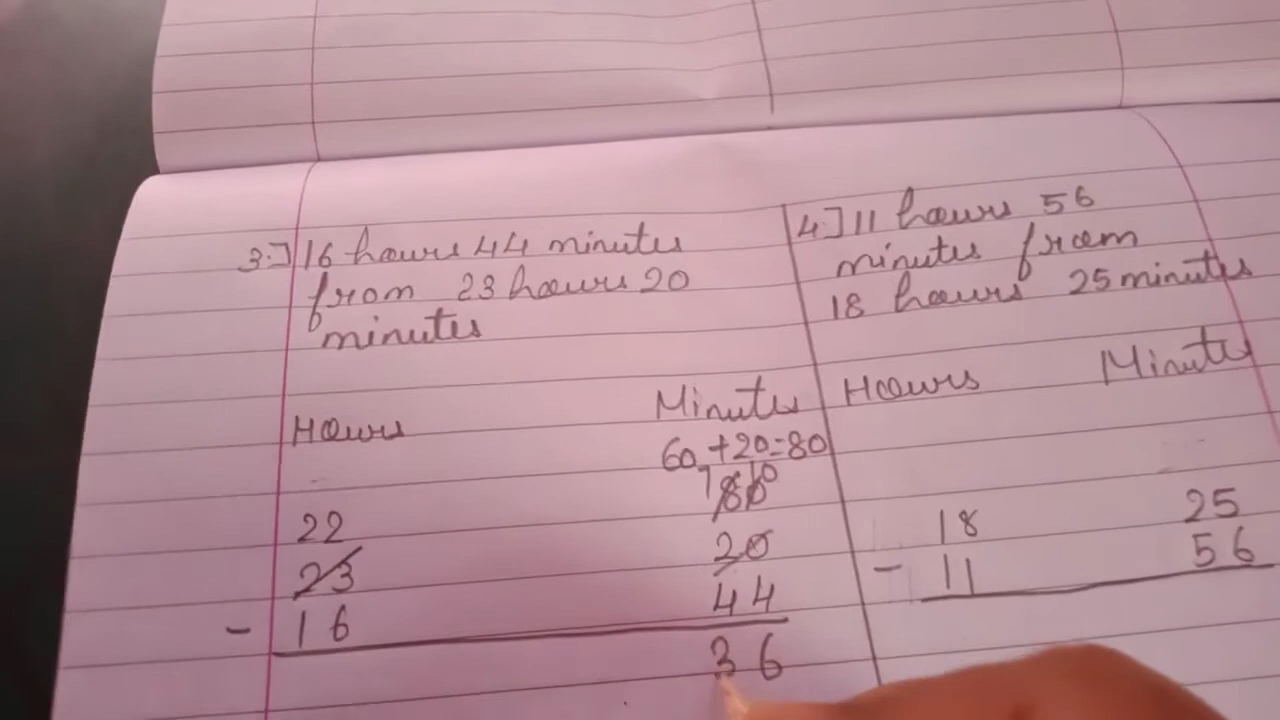 3.] 16 hours 44 minutes
from 23 hours 20
minutes
Hours Minutes
60 + 20 = 80
7 10
80
22
23 20
- 16 44
36
4.] 11 hours 56
minutes from
18 hours 25 minutes
Hours Minutes
18 25
- 11 56